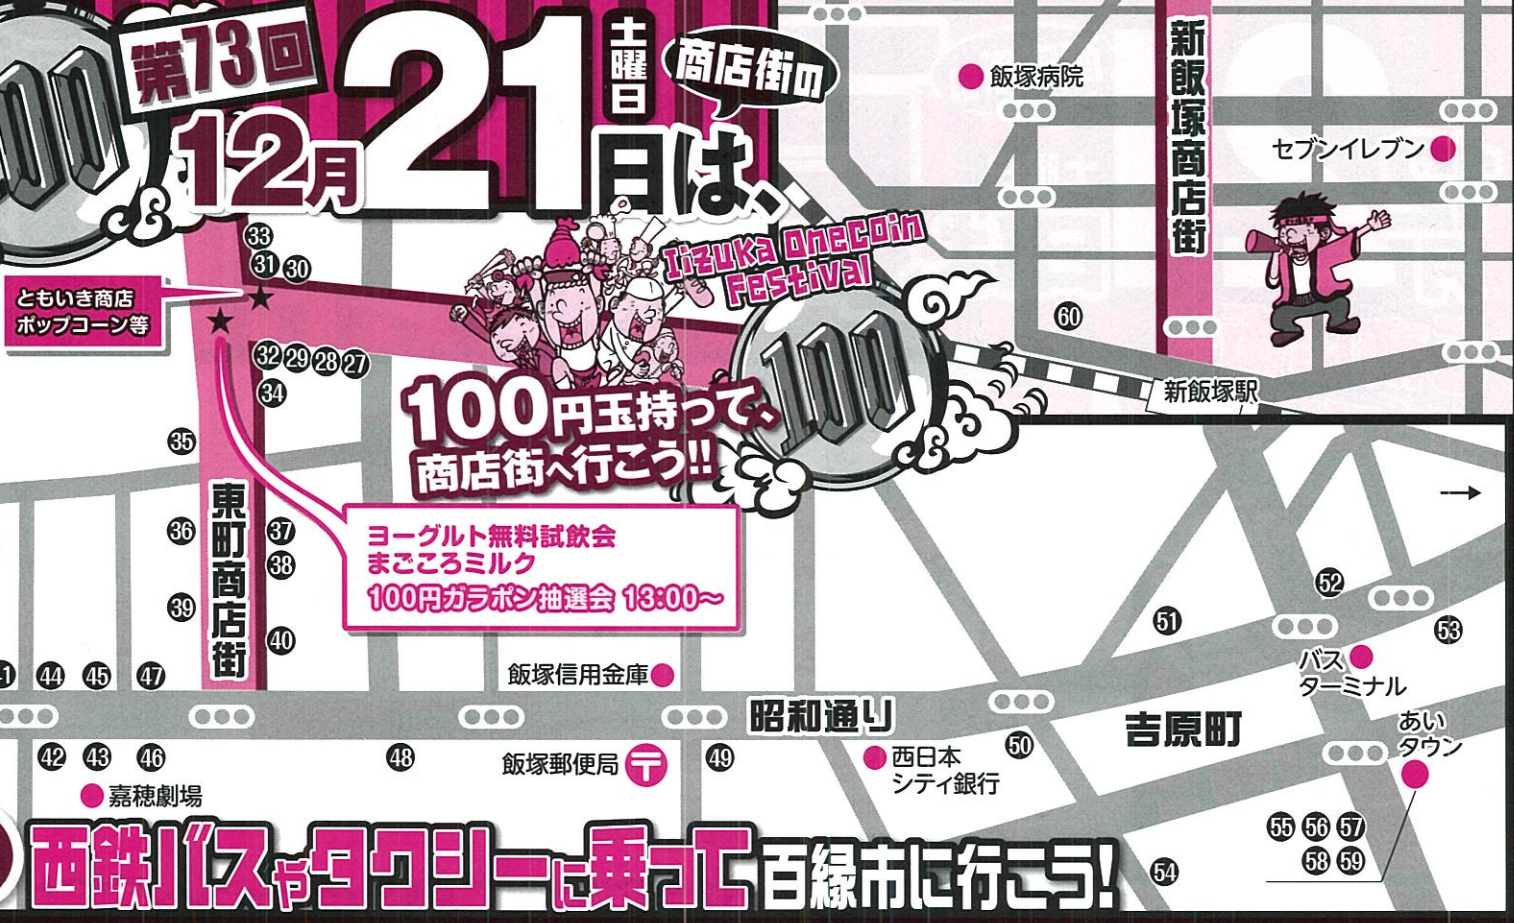 第73回
12月21日は、
土曜日
商店街の
Iizuka OneCoin
Festival
100
100円玉持って、
商店街へ行こう!!
新飯塚商店街
飯塚病院
セブンイレブン
60
新飯塚駅
33
31 30
ともいき商店
ポップコーン等
★
★
32 29 28 27
34
35
東町商店街
36 37
38
39
40
ヨーグルト無料試飲会
まごころミルク
100円ガラポン抽選会 13:00〜
44 45 47
飯塚信用金庫
昭和通り
42 43 46 48
飯塚郵便局 〒
49
嘉穂劇場
西日本
シティ銀行
50
51
52
53
→
バス
ターミナル
吉原町
あい
タウン
54
55 56 57
58 59
西鉄バスやタクシーに乗って百縁市に行こう!